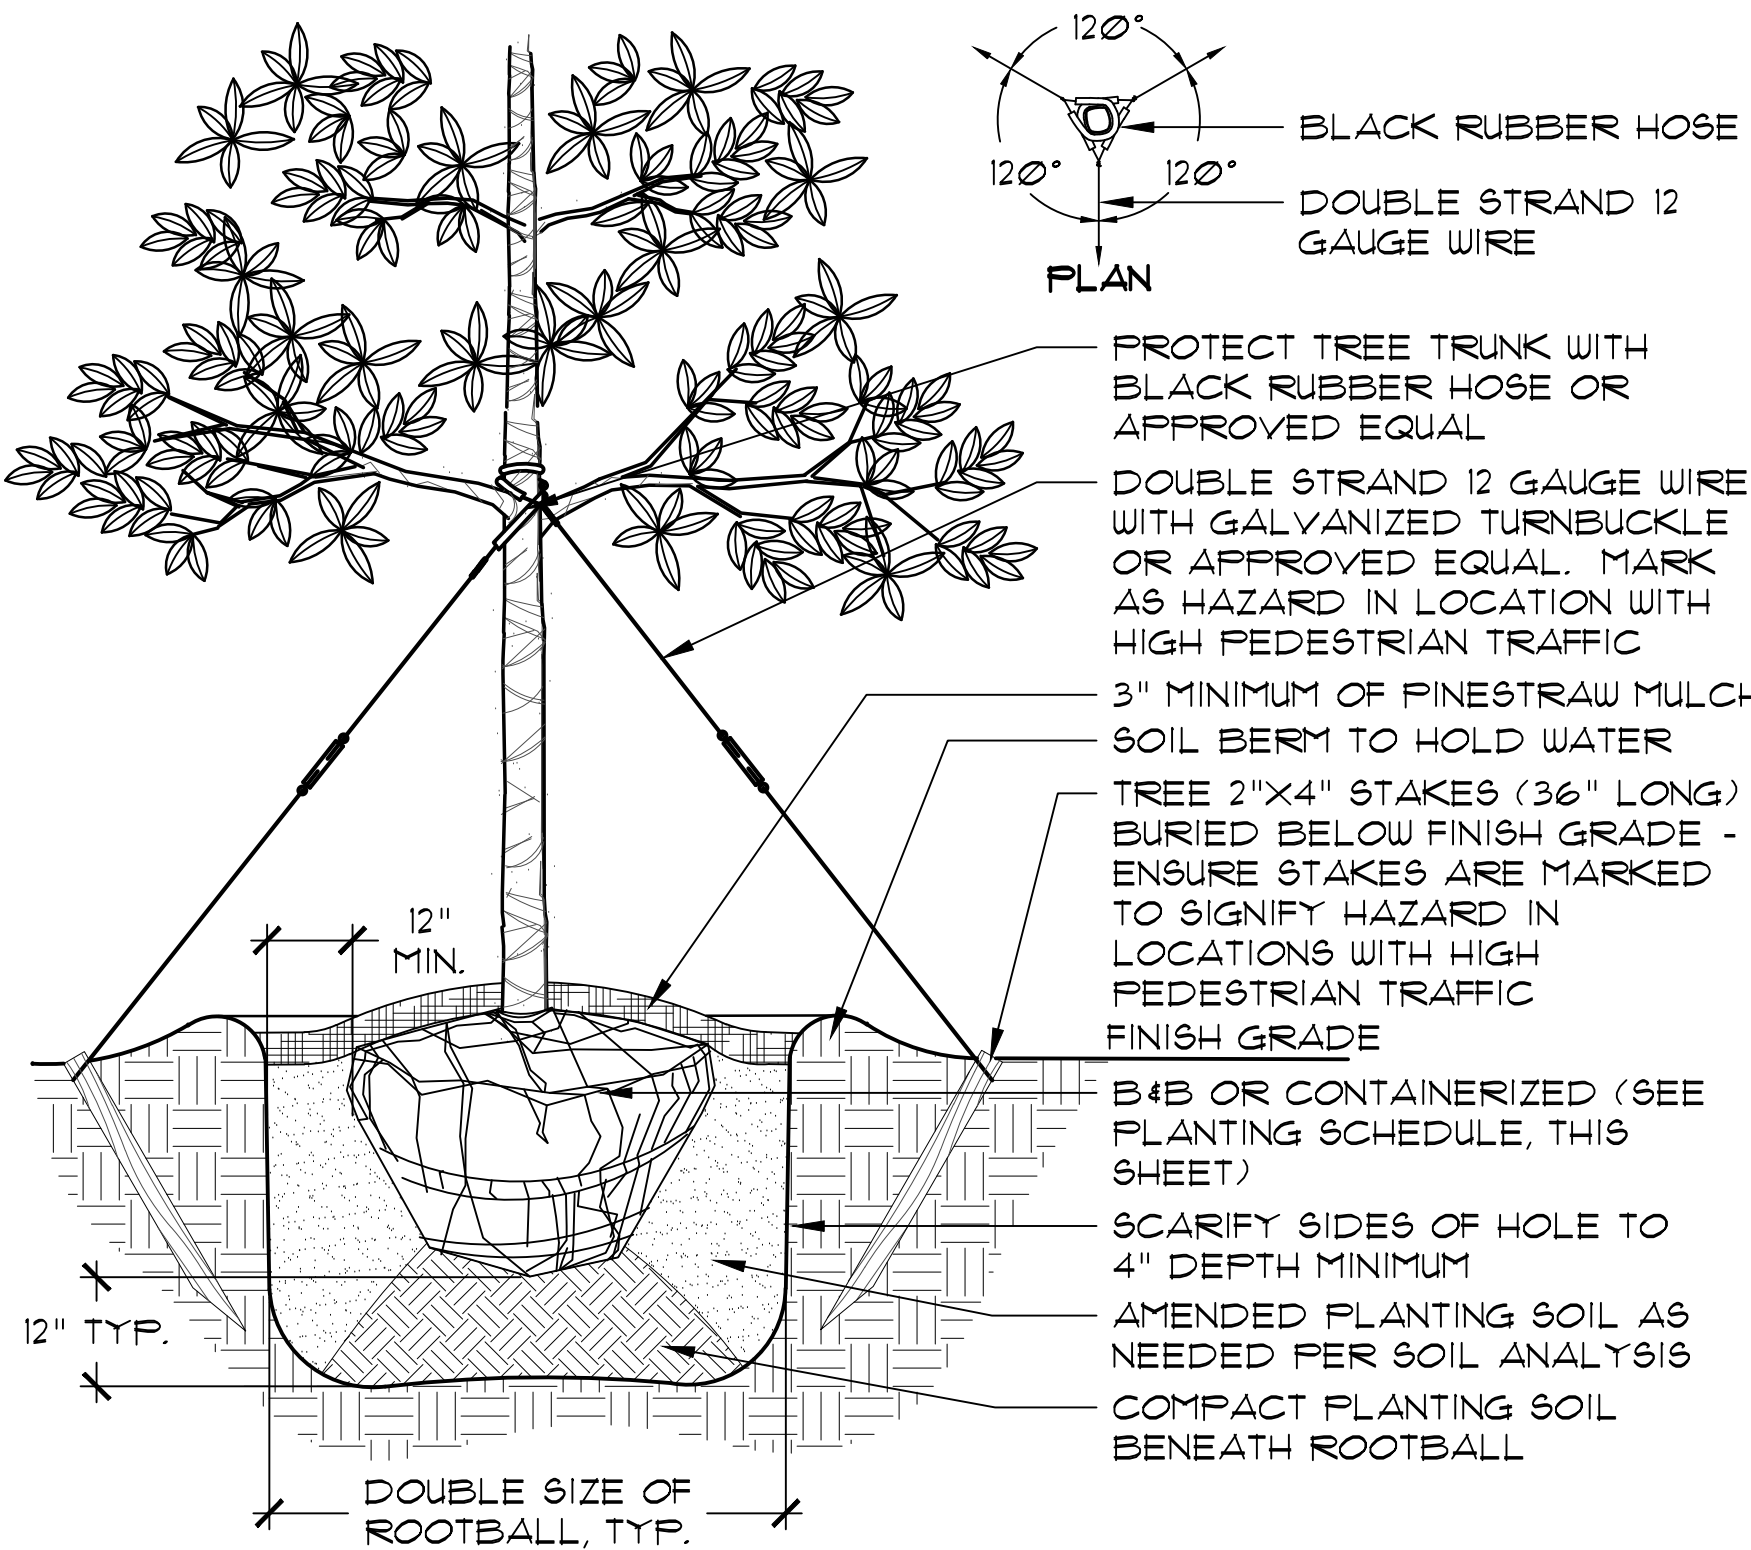 120°
120°
120°
BLACK RUBBER HOSE
DOUBLE STRAND 12
GAUGE WIRE
PLAN
PROTECT TREE TRUNK WITH
BLACK RUBBER HOSE OR
APPROVED EQUAL
DOUBLE STRAND 12 GAUGE WIRE
WITH GALVANIZED TURNBUCKLE
OR APPROVED EQUAL. MARK
AS HAZARD IN LOCATION WITH
HIGH PEDESTRIAN TRAFFIC
3" MINIMUM OF PINESTRAW MULCH
SOIL BERM TO HOLD WATER
TREE 2"X4" STAKES (36" LONG)
BURIED BELOW FINISH GRADE -
ENSURE STAKES ARE MARKED
TO SIGNIFY HAZARD IN
LOCATIONS WITH HIGH
PEDESTRIAN TRAFFIC
FINISH GRADE
B&B OR CONTAINERIZED (SEE
PLANTING SCHEDULE, THIS
SHEET)
SCARIFY SIDES OF HOLE TO
4" DEPTH MINIMUM
AMENDED PLANTING SOIL AS
NEEDED PER SOIL ANALYSIS
COMPACT PLANTING SOIL
BENEATH ROOTBALL
12"
MIN.
12" TYP.
DOUBLE SIZE OF
ROOTBALL, TYP.